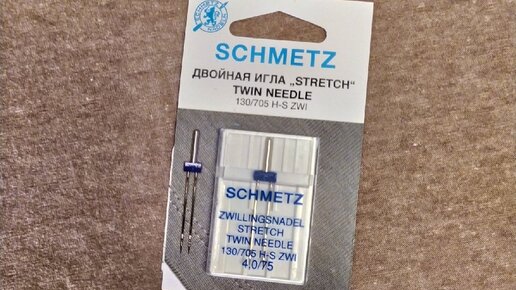 SCHMETZ
ДВОЙНАЯ ИГЛА „STRETCH“
TWIN NEEDLE
130/705 H-S ZWI
SCHMETZ
ZWILLINGSNADEL
STRETCH
TWIN NEEDLE
130/705 H-S ZWI
4,0/75